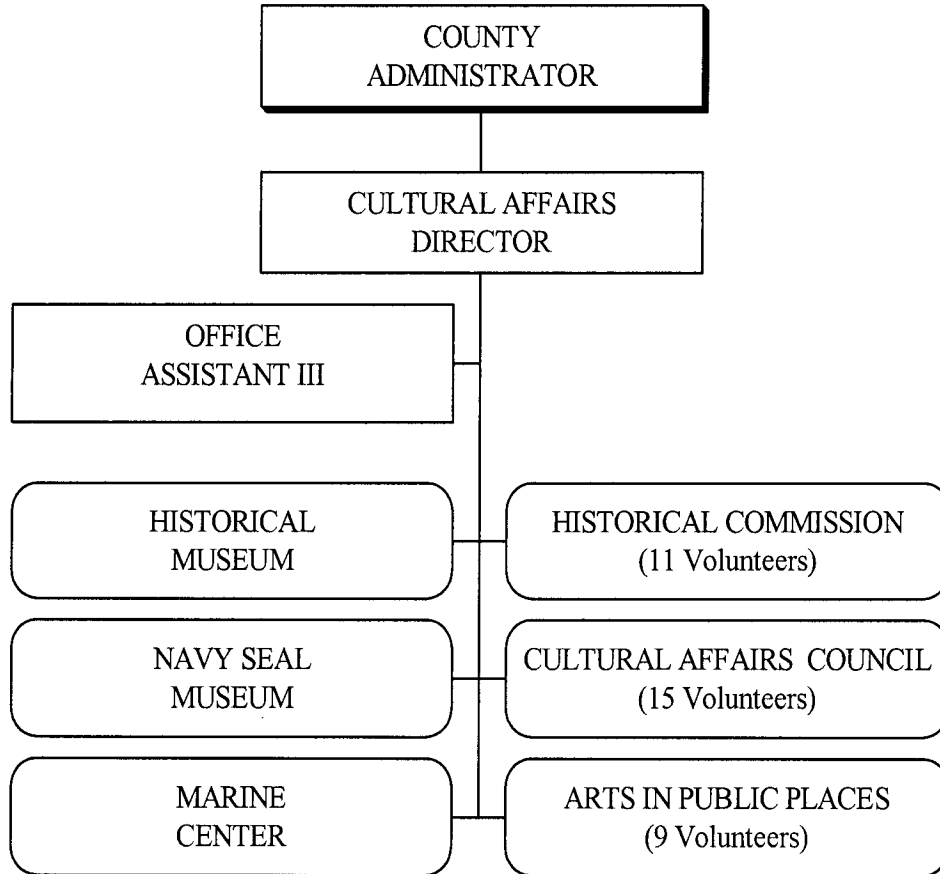 COUNTY
ADMINISTRATOR
CULTURAL AFFAIRS
DIRECTOR
OFFICE
ASSISTANT III
HISTORICAL
MUSEUM
HISTORICAL COMMISSION
(11 Volunteers)
NAVY SEAL
MUSEUM
CULTURAL AFFAIRS COUNCIL
(15 Volunteers)
MARINE
CENTER
ARTS IN PUBLIC PLACES
(9 Volunteers)